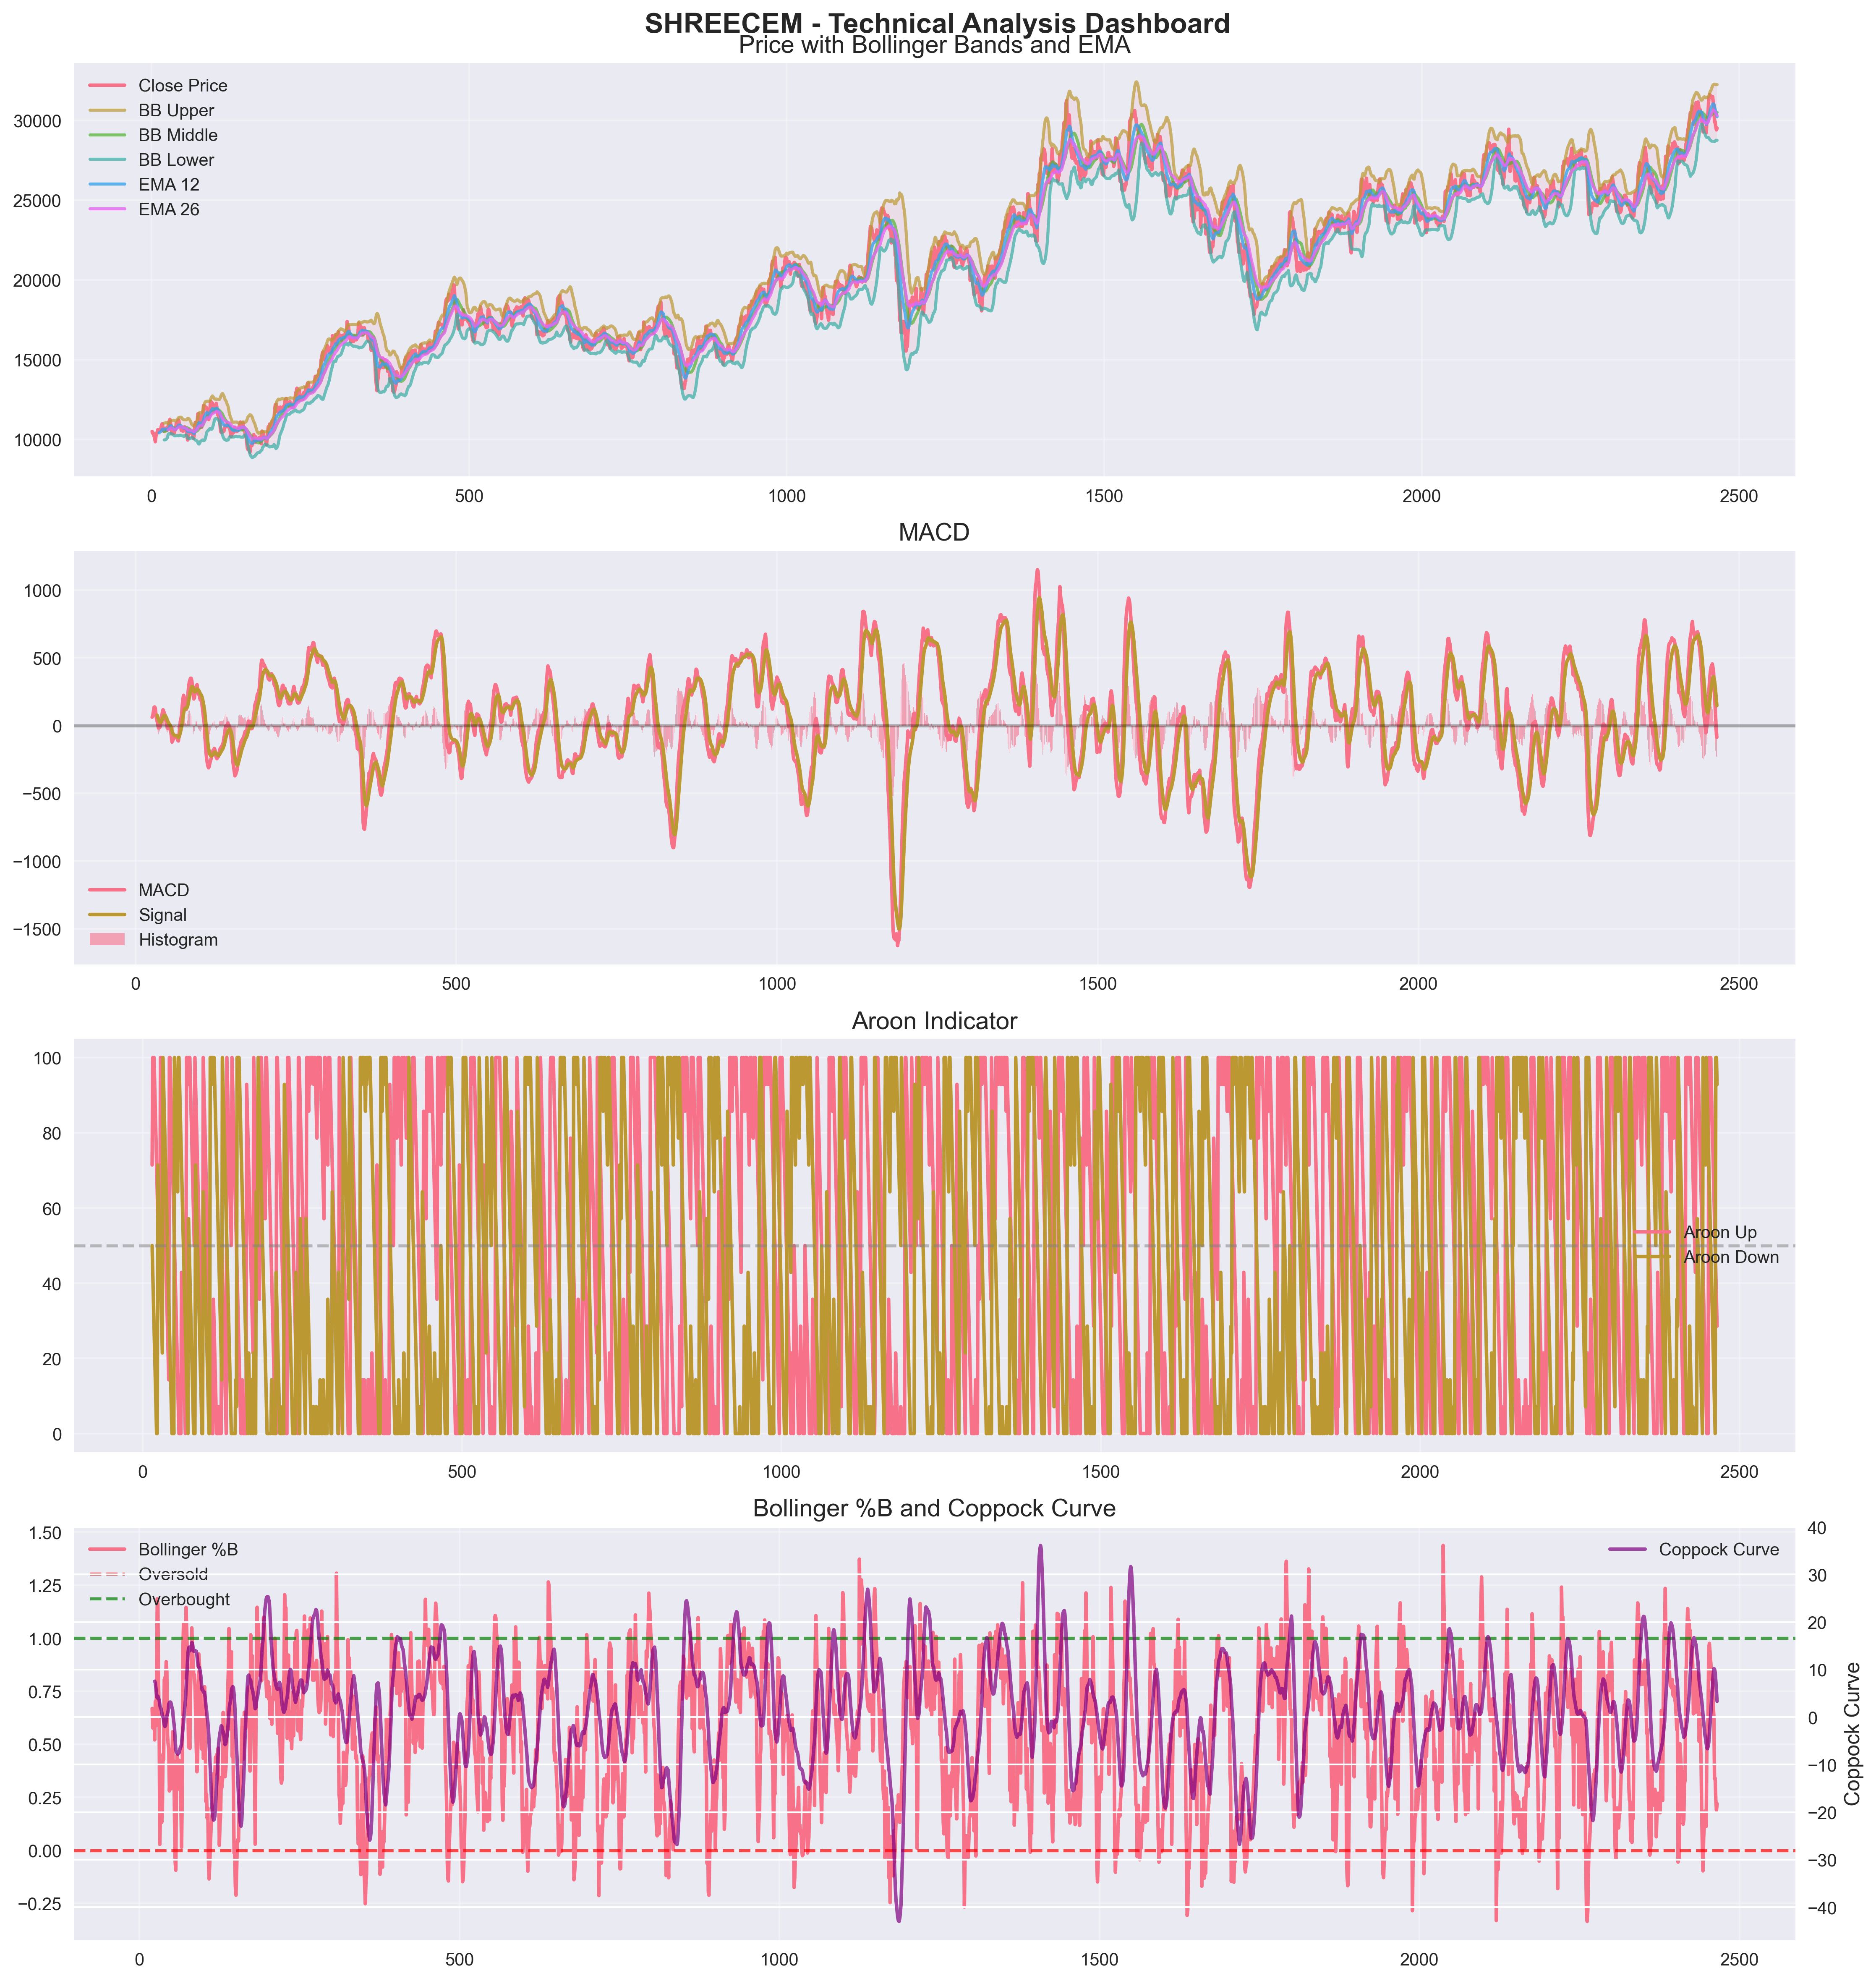 SHREECEM - Technical Analysis Dashboard
Price with Bollinger Bands and EMA
Close Price
BB Upper
BB Middle
BB Lower
EMA 12
EMA 26
30000
25000
20000
15000
10000
0 500 1000 1500 2000 2500
MACD
1000
500
0
−500
−1000
−1500
MACD
Signal
Histogram
0 500 1000 1500 2000 2500
Aroon Indicator
100
80
60
40
20
0
Aroon Up
Aroon Down
0 500 1000 1500 2000 2500
Bollinger %B and Coppock Curve
1.50
1.25
1.00
0.75
0.50
0.25
0.00
−0.25
Bollinger %B
Oversold
Overbought
Coppock Curve
40
30
20
10
0
−10
−20
−30
−40
Coppock Curve
0 500 1000 1500 2000 2500